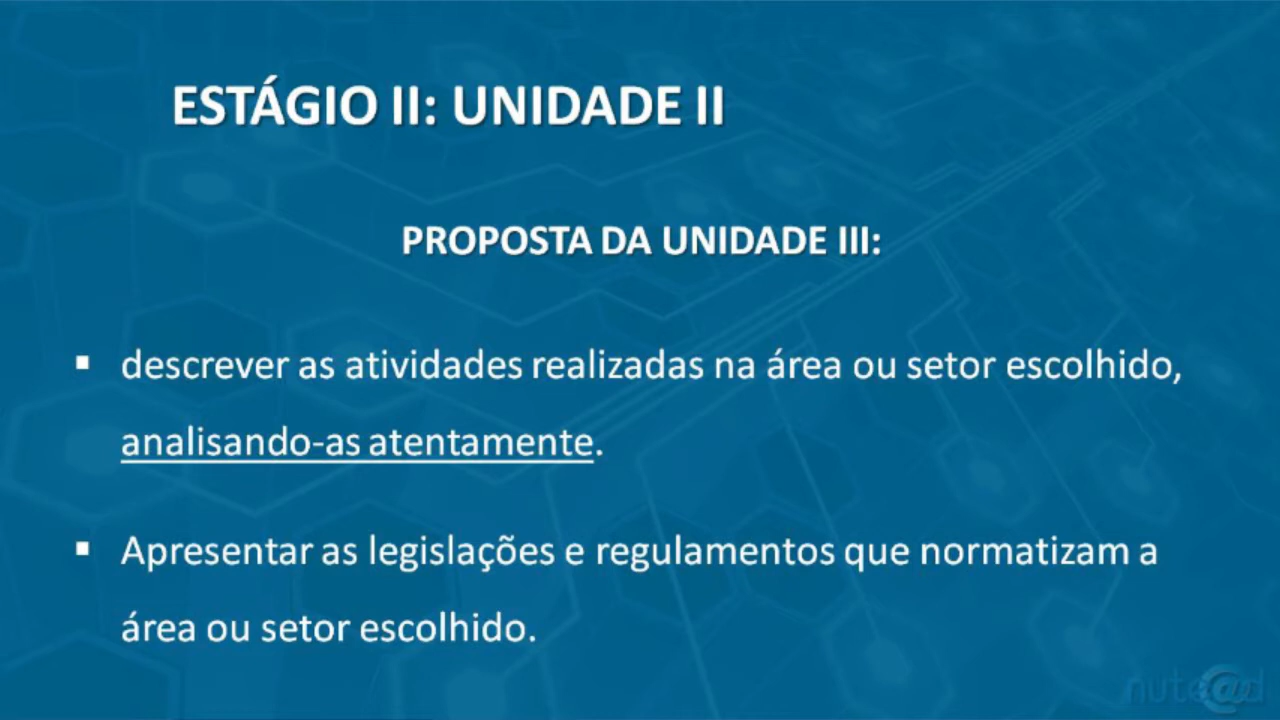 ESTÁGIO II: UNIDADE II
PROPOSTA DA UNIDADE III:
▪ descrever as atividades realizadas na área ou setor escolhido,
analisando-as atentamente.
▪ Apresentar as legislações e regulamentos que normatizam a
área ou setor escolhido.
nute@d